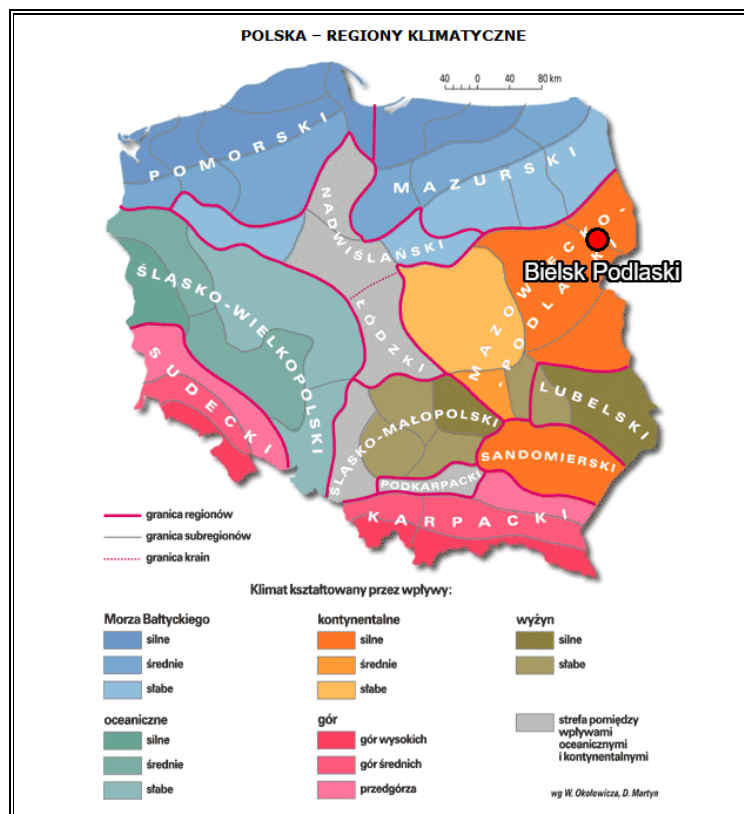 POLSKA – REGIONY KLIMATYCZNE
40 0 40 80 km
POMORSKI
MAZURSKI
NADWIŚLAŃSKI
MAZOWIECKO-
-PODLASKI
Bielsk Podlaski
ŚLĄSKO-WIELKOPOLSKI
ŁÓDZKI
SUDECKI
LUBELSKI
ŚLĄSKO-MAŁOPOLSKI
SANDOMIERSKI
PODKARPACKI
KARPACKI
granica regionów
granica subregionów
granica krain
Klimat kształtowany przez wpływy:
Morza Bałtyckiego
silne
średnie
słabe
kontynentalne
silne
średnie
słabe
wyżyn
silne
słabe
oceaniczne
silne
średnie
słabe
gór
gór wysokich
gór średnich
przedgórza
strefa pomiędzy
wpływami
oceanicznymi
i kontynentalnymi
wg W. Okołowicza, D. Martyn